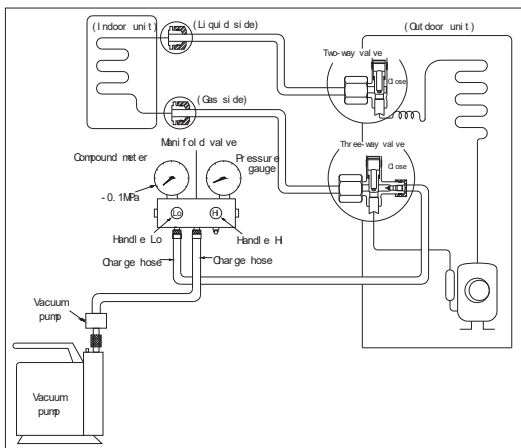 (Indoor unit)
(Liquid side)
(Outdoor unit)
Two-way valve
Close
(Gas side)
Three-way valve
Close
Manifold valve
Compound meter
Pressure
gauge
-0.1MPa
Lo
Hi
Handle Lo
Handle Hi
Charge hose
Charge hose
Vacuum
pump
Vacuum
pump